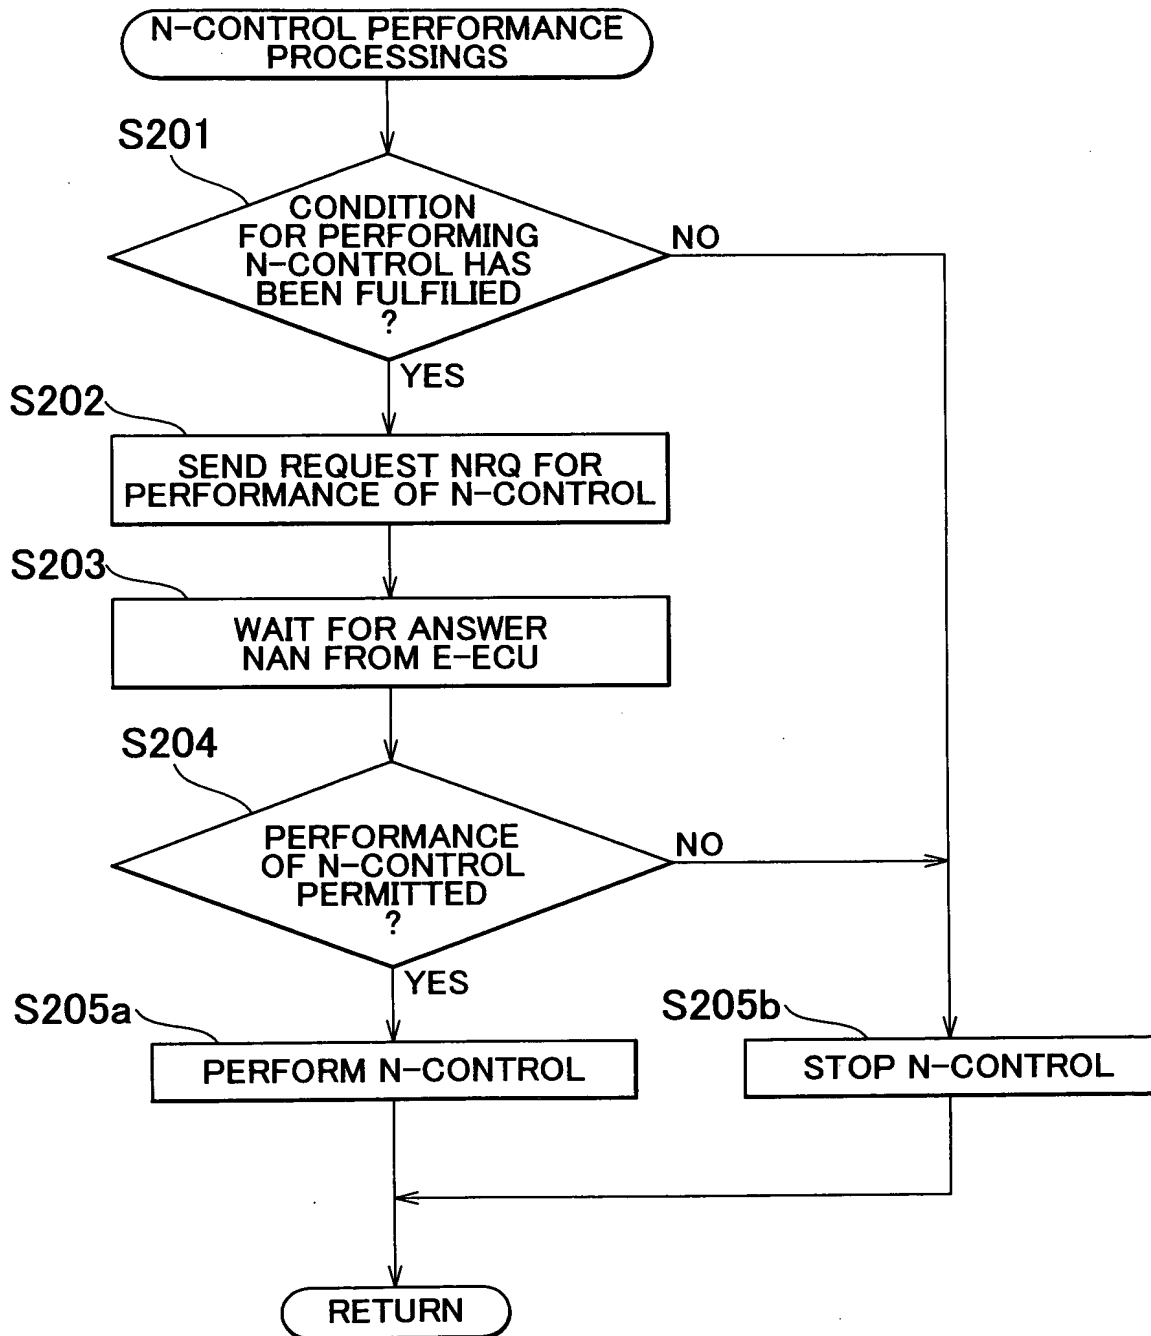 N-CONTROL PERFORMANCE
PROCESSINGS
S201
CONDITION
FOR PERFORMING
N-CONTROL HAS
BEEN FULFILIED
?
NO
YES
S202
SEND REQUEST NRQ FOR
PERFORMANCE OF N-CONTROL
S203
WAIT FOR ANSWER
NAN FROM E-ECU
S204
PERFORMANCE
OF N-CONTROL
PERMITTED
?
NO
YES
S205a
PERFORM N-CONTROL
S205b
STOP N-CONTROL
RETURN